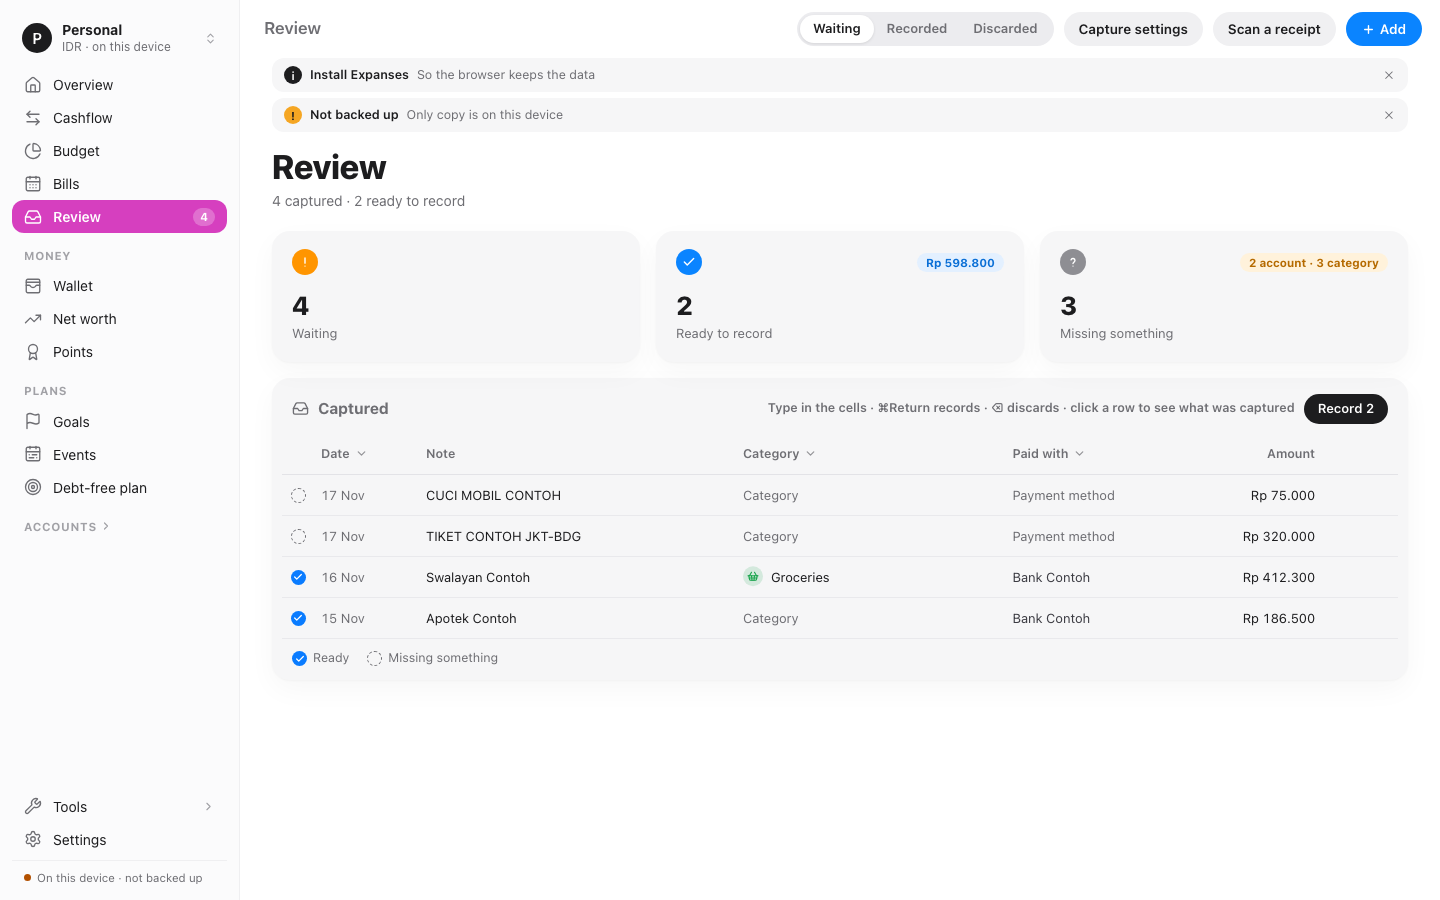 P
Personal
IDR · on this device
Overview
Cashflow
Budget
Bills
Review 4
MONEY
Wallet
Net worth
Points
PLANS
Goals
Events
Debt-free plan
ACCOUNTS
Tools
Settings
On this device · not backed up
Review
Waiting Recorded Discarded
Capture settings
Scan a receipt
+ Add
Install Expanses So the browser keeps the data
Not backed up Only copy is on this device
Review
4 captured · 2 ready to record
4
Waiting
Rp 598.800
2
Ready to record
2 account · 3 category
3
Missing something
Captured
Type in the cells · ⌘Return records · ⌫ discards · click a row to see what was captured
Record 2
Date Note Category Paid with Amount
17 Nov CUCI MOBIL CONTOH Category Payment method Rp 75.000
17 Nov TIKET CONTOH JKT-BDG Category Payment method Rp 320.000
16 Nov Swalayan Contoh Groceries Bank Contoh Rp 412.300
15 Nov Apotek Contoh Category Bank Contoh Rp 186.500
Ready Missing something